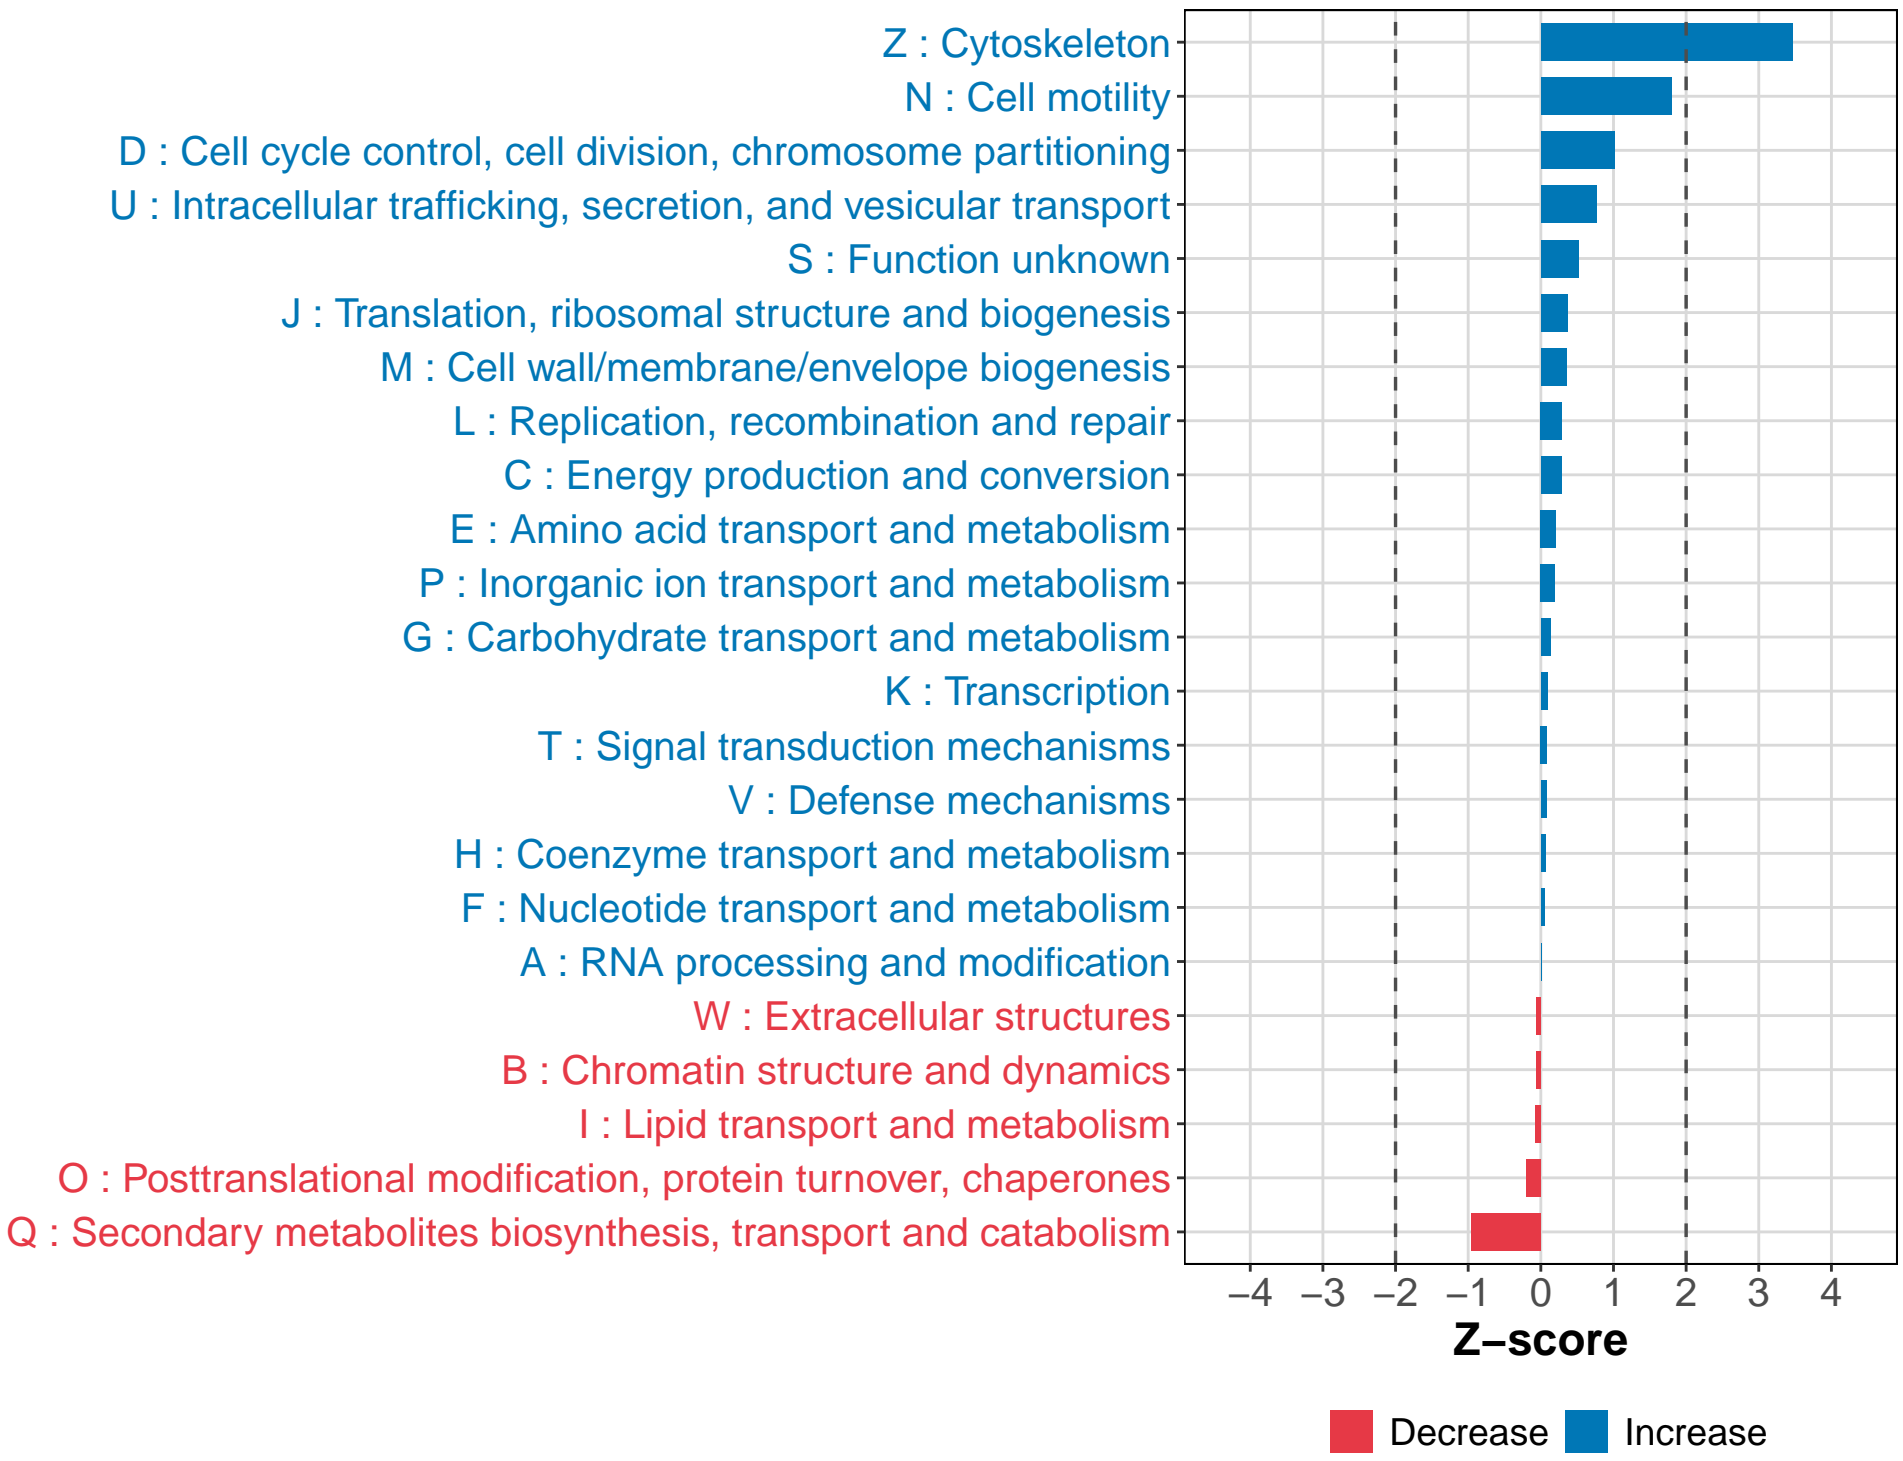 Z : Cytoskeleton
N : Cell motility
D : Cell cycle control, cell division, chromosome partitioning
U : Intracellular trafficking, secretion, and vesicular transport
S : Function unknown
J : Translation, ribosomal structure and biogenesis
M : Cell wall/membrane/envelope biogenesis
L : Replication, recombination and repair
C : Energy production and conversion
E : Amino acid transport and metabolism
P : Inorganic ion transport and metabolism
G : Carbohydrate transport and metabolism
K : Transcription
T : Signal transduction mechanisms
V : Defense mechanisms
H : Coenzyme transport and metabolism
F : Nucleotide transport and metabolism
A : RNA processing and modification
W : Extracellular structures
B : Chromatin structure and dynamics
I : Lipid transport and metabolism
O : Posttranslational modification, protein turnover, chaperones
Q : Secondary metabolites biosynthesis, transport and catabolism
−4 −3 −2 −1 0 1 2 3 4
Z−score
Decrease Increase